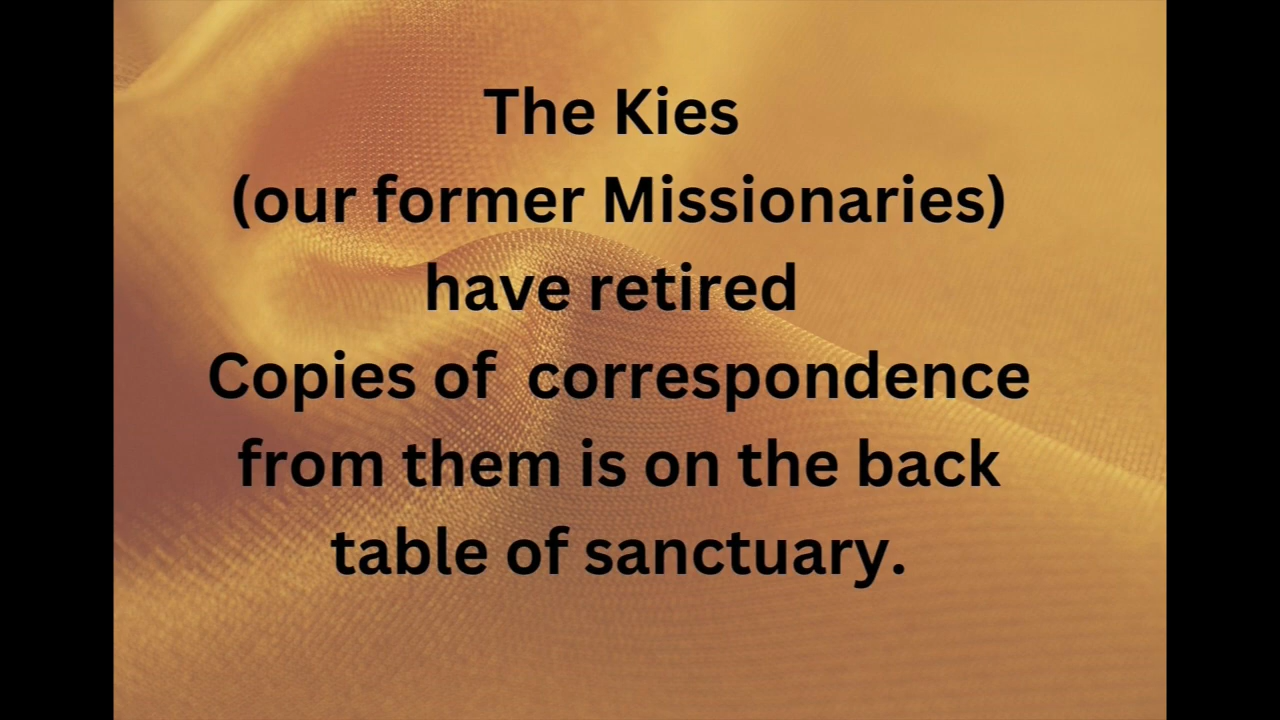 The Kies
(our former Missionaries)
have retired
Copies of  correspondence
from them is on the back
table of sanctuary.